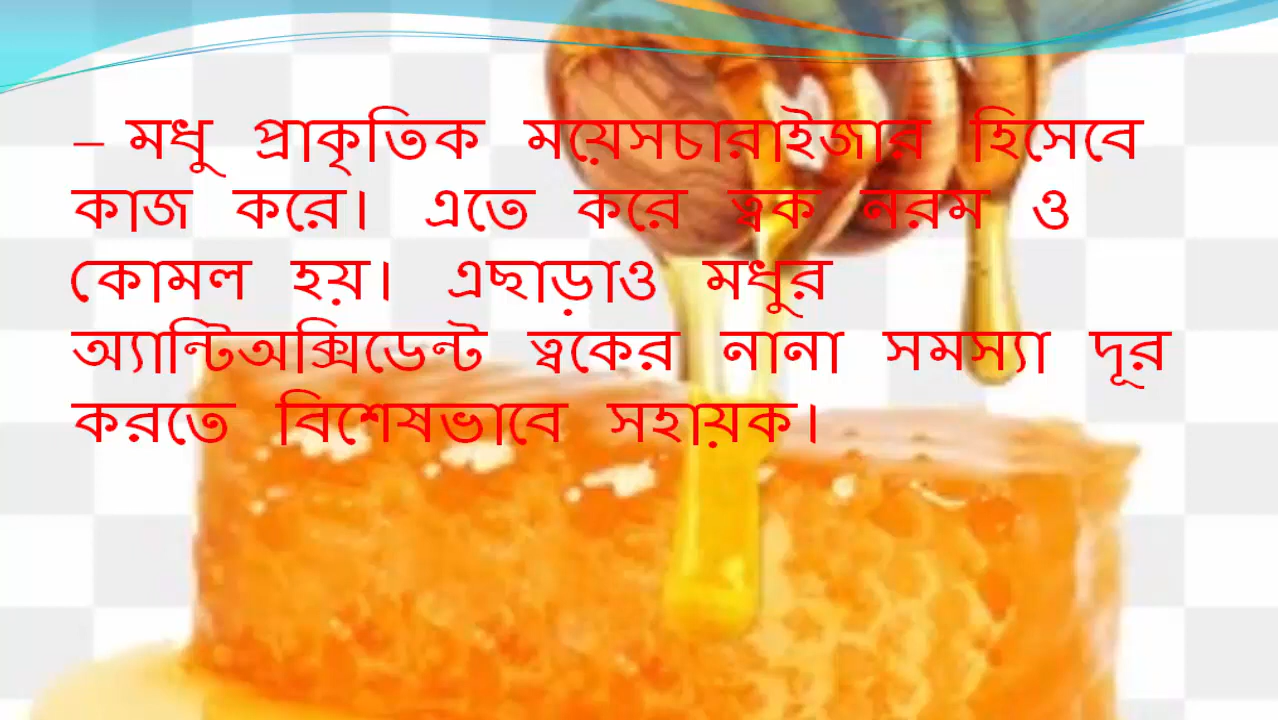 – মধু প্রাকৃতিক ময়েসচারাইজার হিসেবে
কাজ করে। এতে করে ত্বক নরম ও
কোমল হয়। এছাড়াও মধুর
অ্যান্টিঅক্সিডেন্ট ত্বকের নানা সমস্যা দূর
করতে বিশেষভাবে সহায়ক।